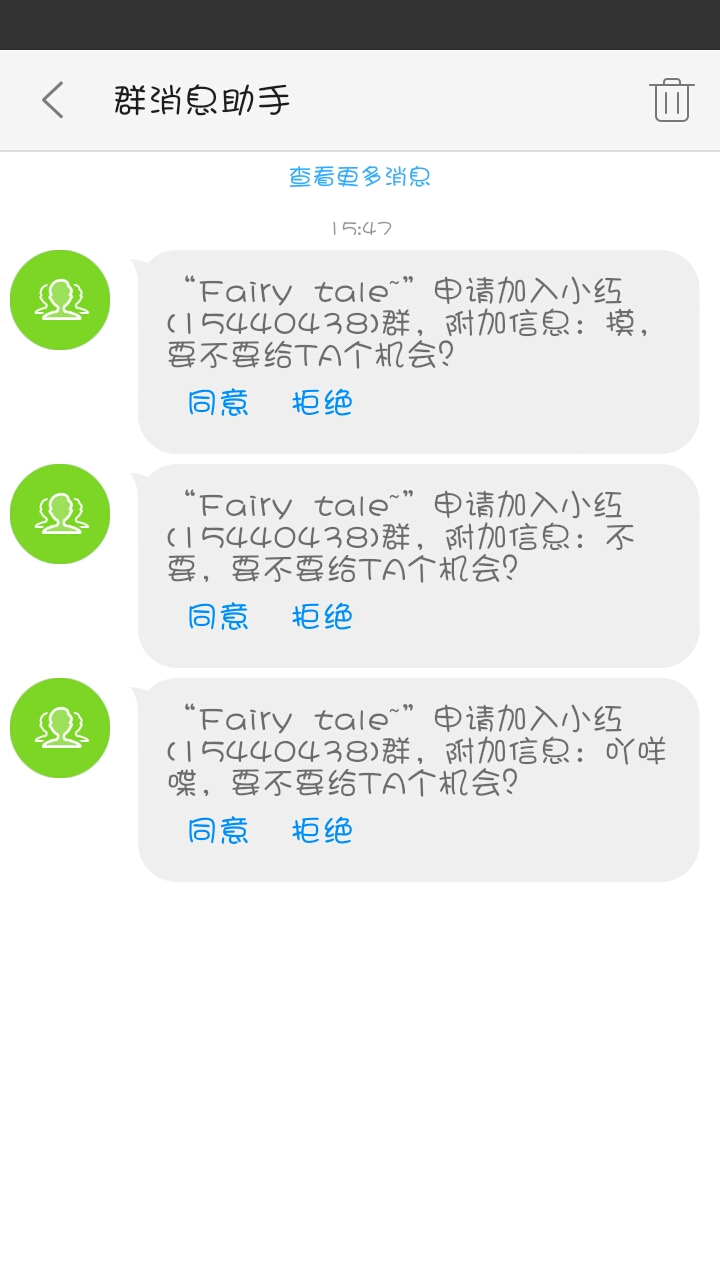 群消息助手
查看更多消息
15:47
“Fairy tale~”申请加入小红
(15440438)群，附加信息：摸，
要不要给TA个机会？
同意 拒绝
“Fairy tale~”申请加入小红
(15440438)群，附加信息：不
要，要不要给TA个机会？
同意 拒绝
“Fairy tale~”申请加入小红
(15440438)群，附加信息：吖咩
喋，要不要给TA个机会？
同意 拒绝